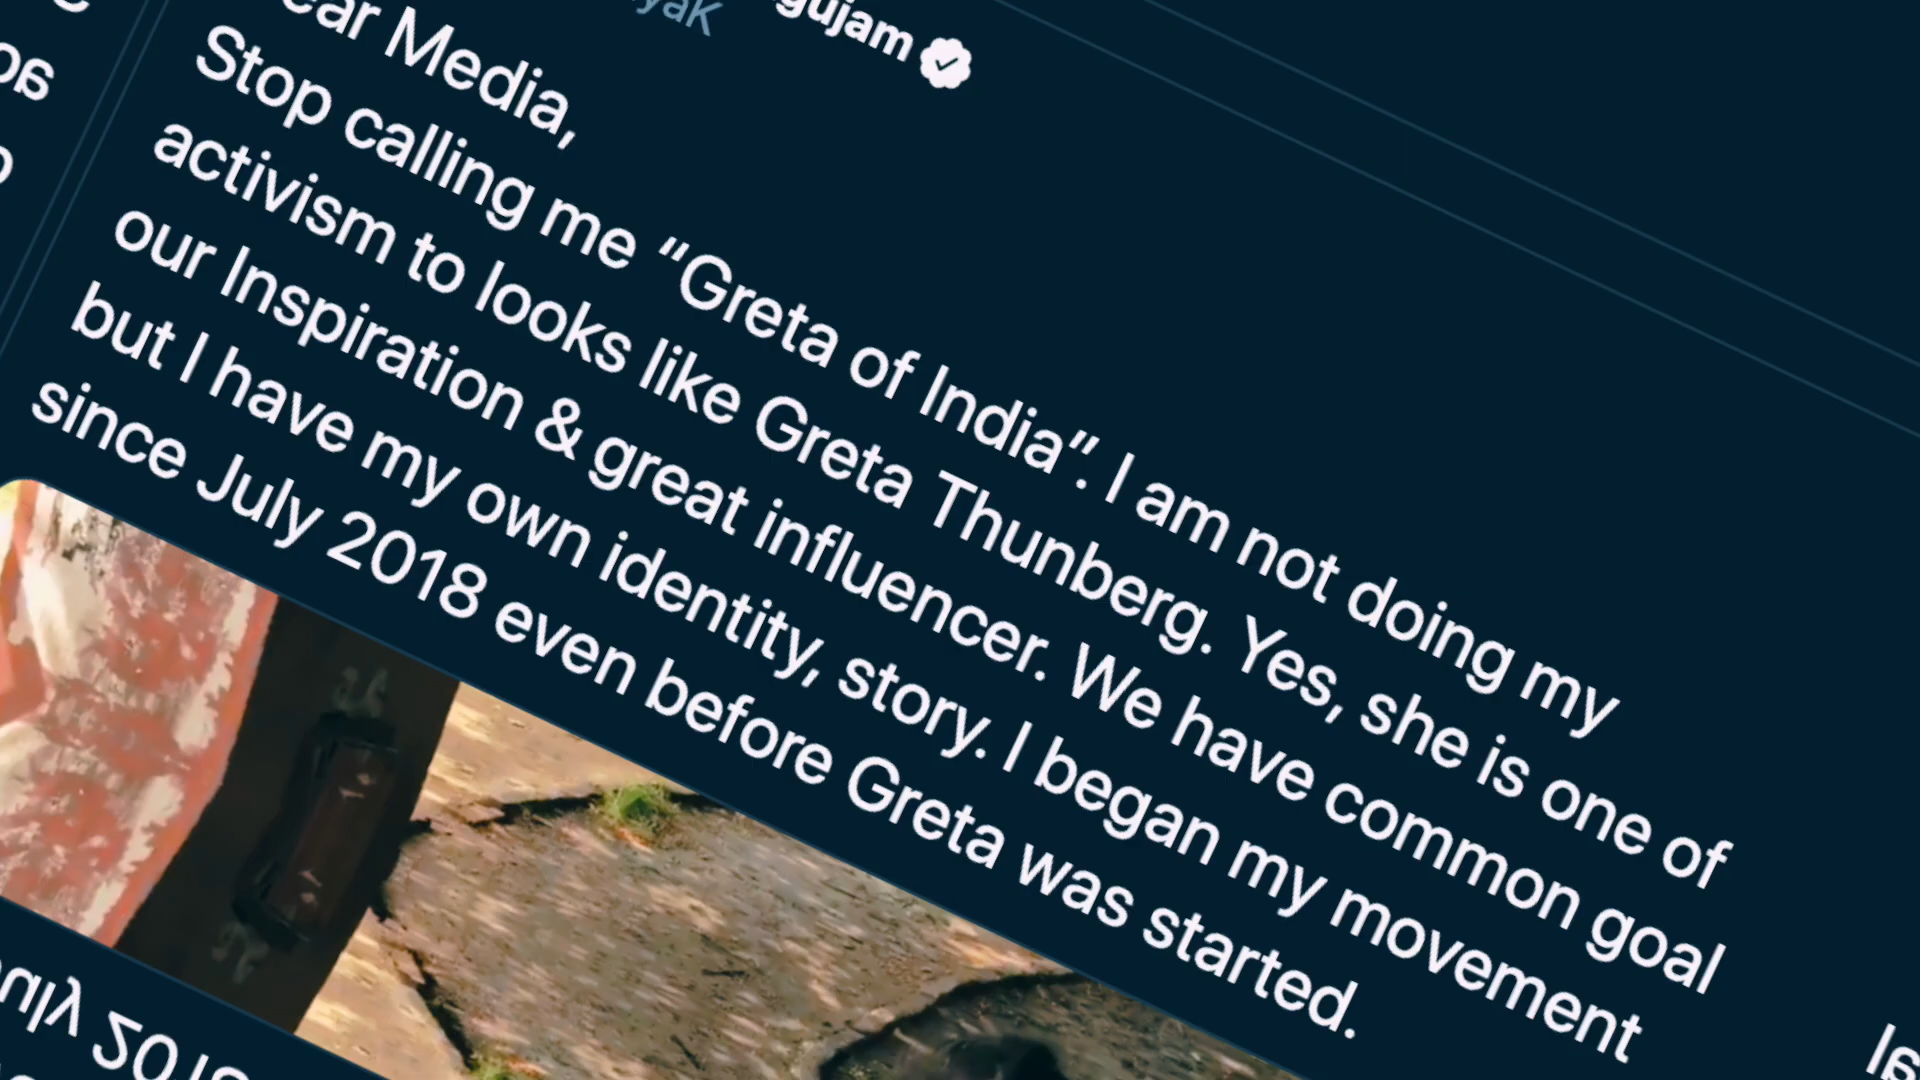 gujam
Media,
Stop calling me “Greta of India”. I am not doing my
activism to looks like Greta Thunberg. Yes, she is one of
our Inspiration & great influencer. We have common goal
but I have my own identity, story. I began my movement
since July 2018 even before Greta was started.